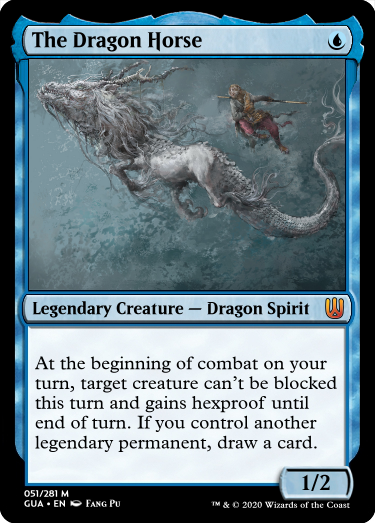 The Dragon Horse
Legendary Creature — Dragon Spirit
At the beginning of combat on your
turn, target creature can't be blocked
this turn and gains hexproof until
end of turn. If you control another
legendary permanent, draw a card.
1/2
051/281 M
GUA • EN Fang Pu
™ & © 2020 Wizards of the Coast